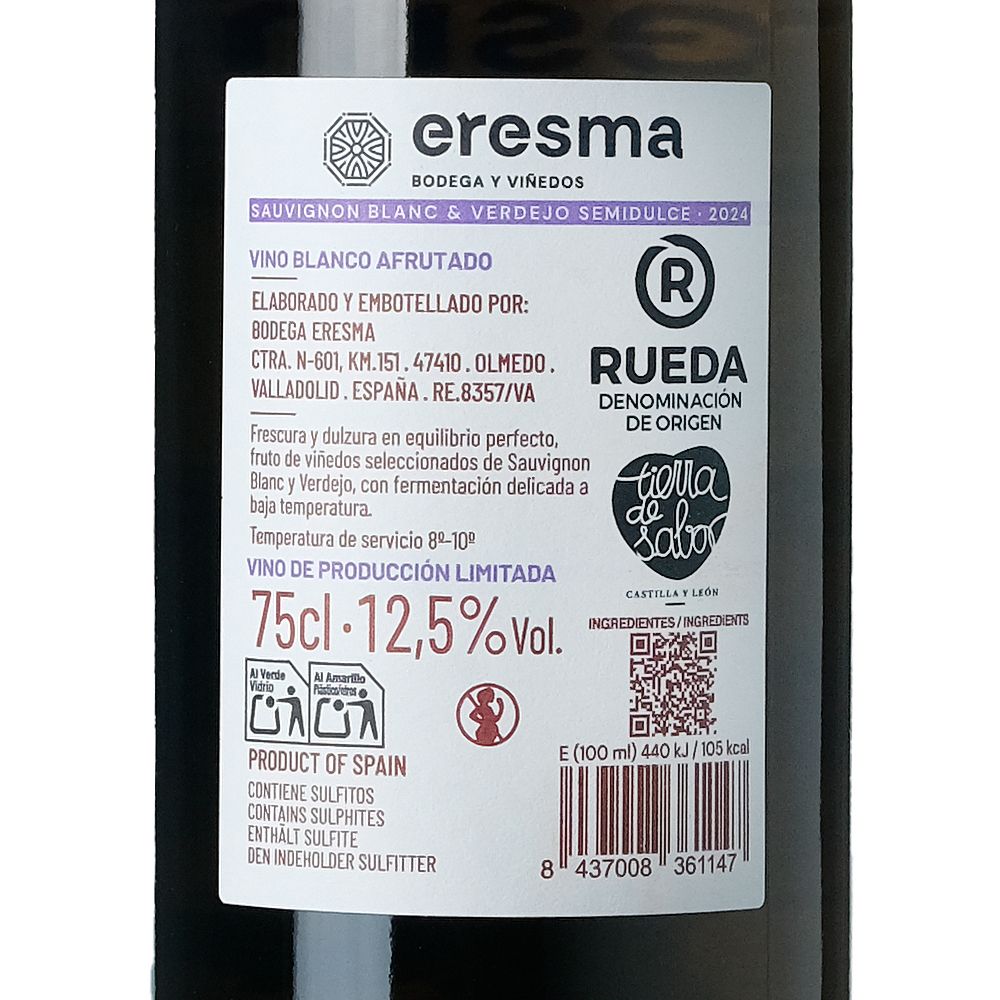 eresma
BODEGA Y VIÑEDOS
SAUVIGNON BLANC & VERDEJO SEMIDULCE · 2024
VINO BLANCO AFRUTADO
ELABORADO Y EMBOTELLADO POR:
BODEGA ERESMA
CTRA. N-601, KM.151 . 47410 . OLMEDO .
VALLADOLID . ESPAÑA . RE.8357/VA
Frescura y dulzura en equilibrio perfecto,
fruto de viñedos seleccionados de Sauvignon
Blanc y Verdejo, con fermentación delicada a
baja temperatura.
Temperatura de servicio 8º-10º
VINO DE PRODUCCIÓN LIMITADA
75cl · 12,5% Vol.
Al Verde
Vidrio
Al Amarillo
Plástico/otros
PRODUCT OF SPAIN
CONTIENE SULFITOS
CONTAINS SULPHITES
ENTHÄLT SULFITE
DEN INDEHOLDER SULFITTER
R
RUEDA
DENOMINACIÓN
DE ORIGEN
tierra
de
sabor
CASTILLA Y LEÓN
INGREDIENTES / INGREDIENTS
E (100 ml) 440 kJ / 105 kcal
8 437008 361147